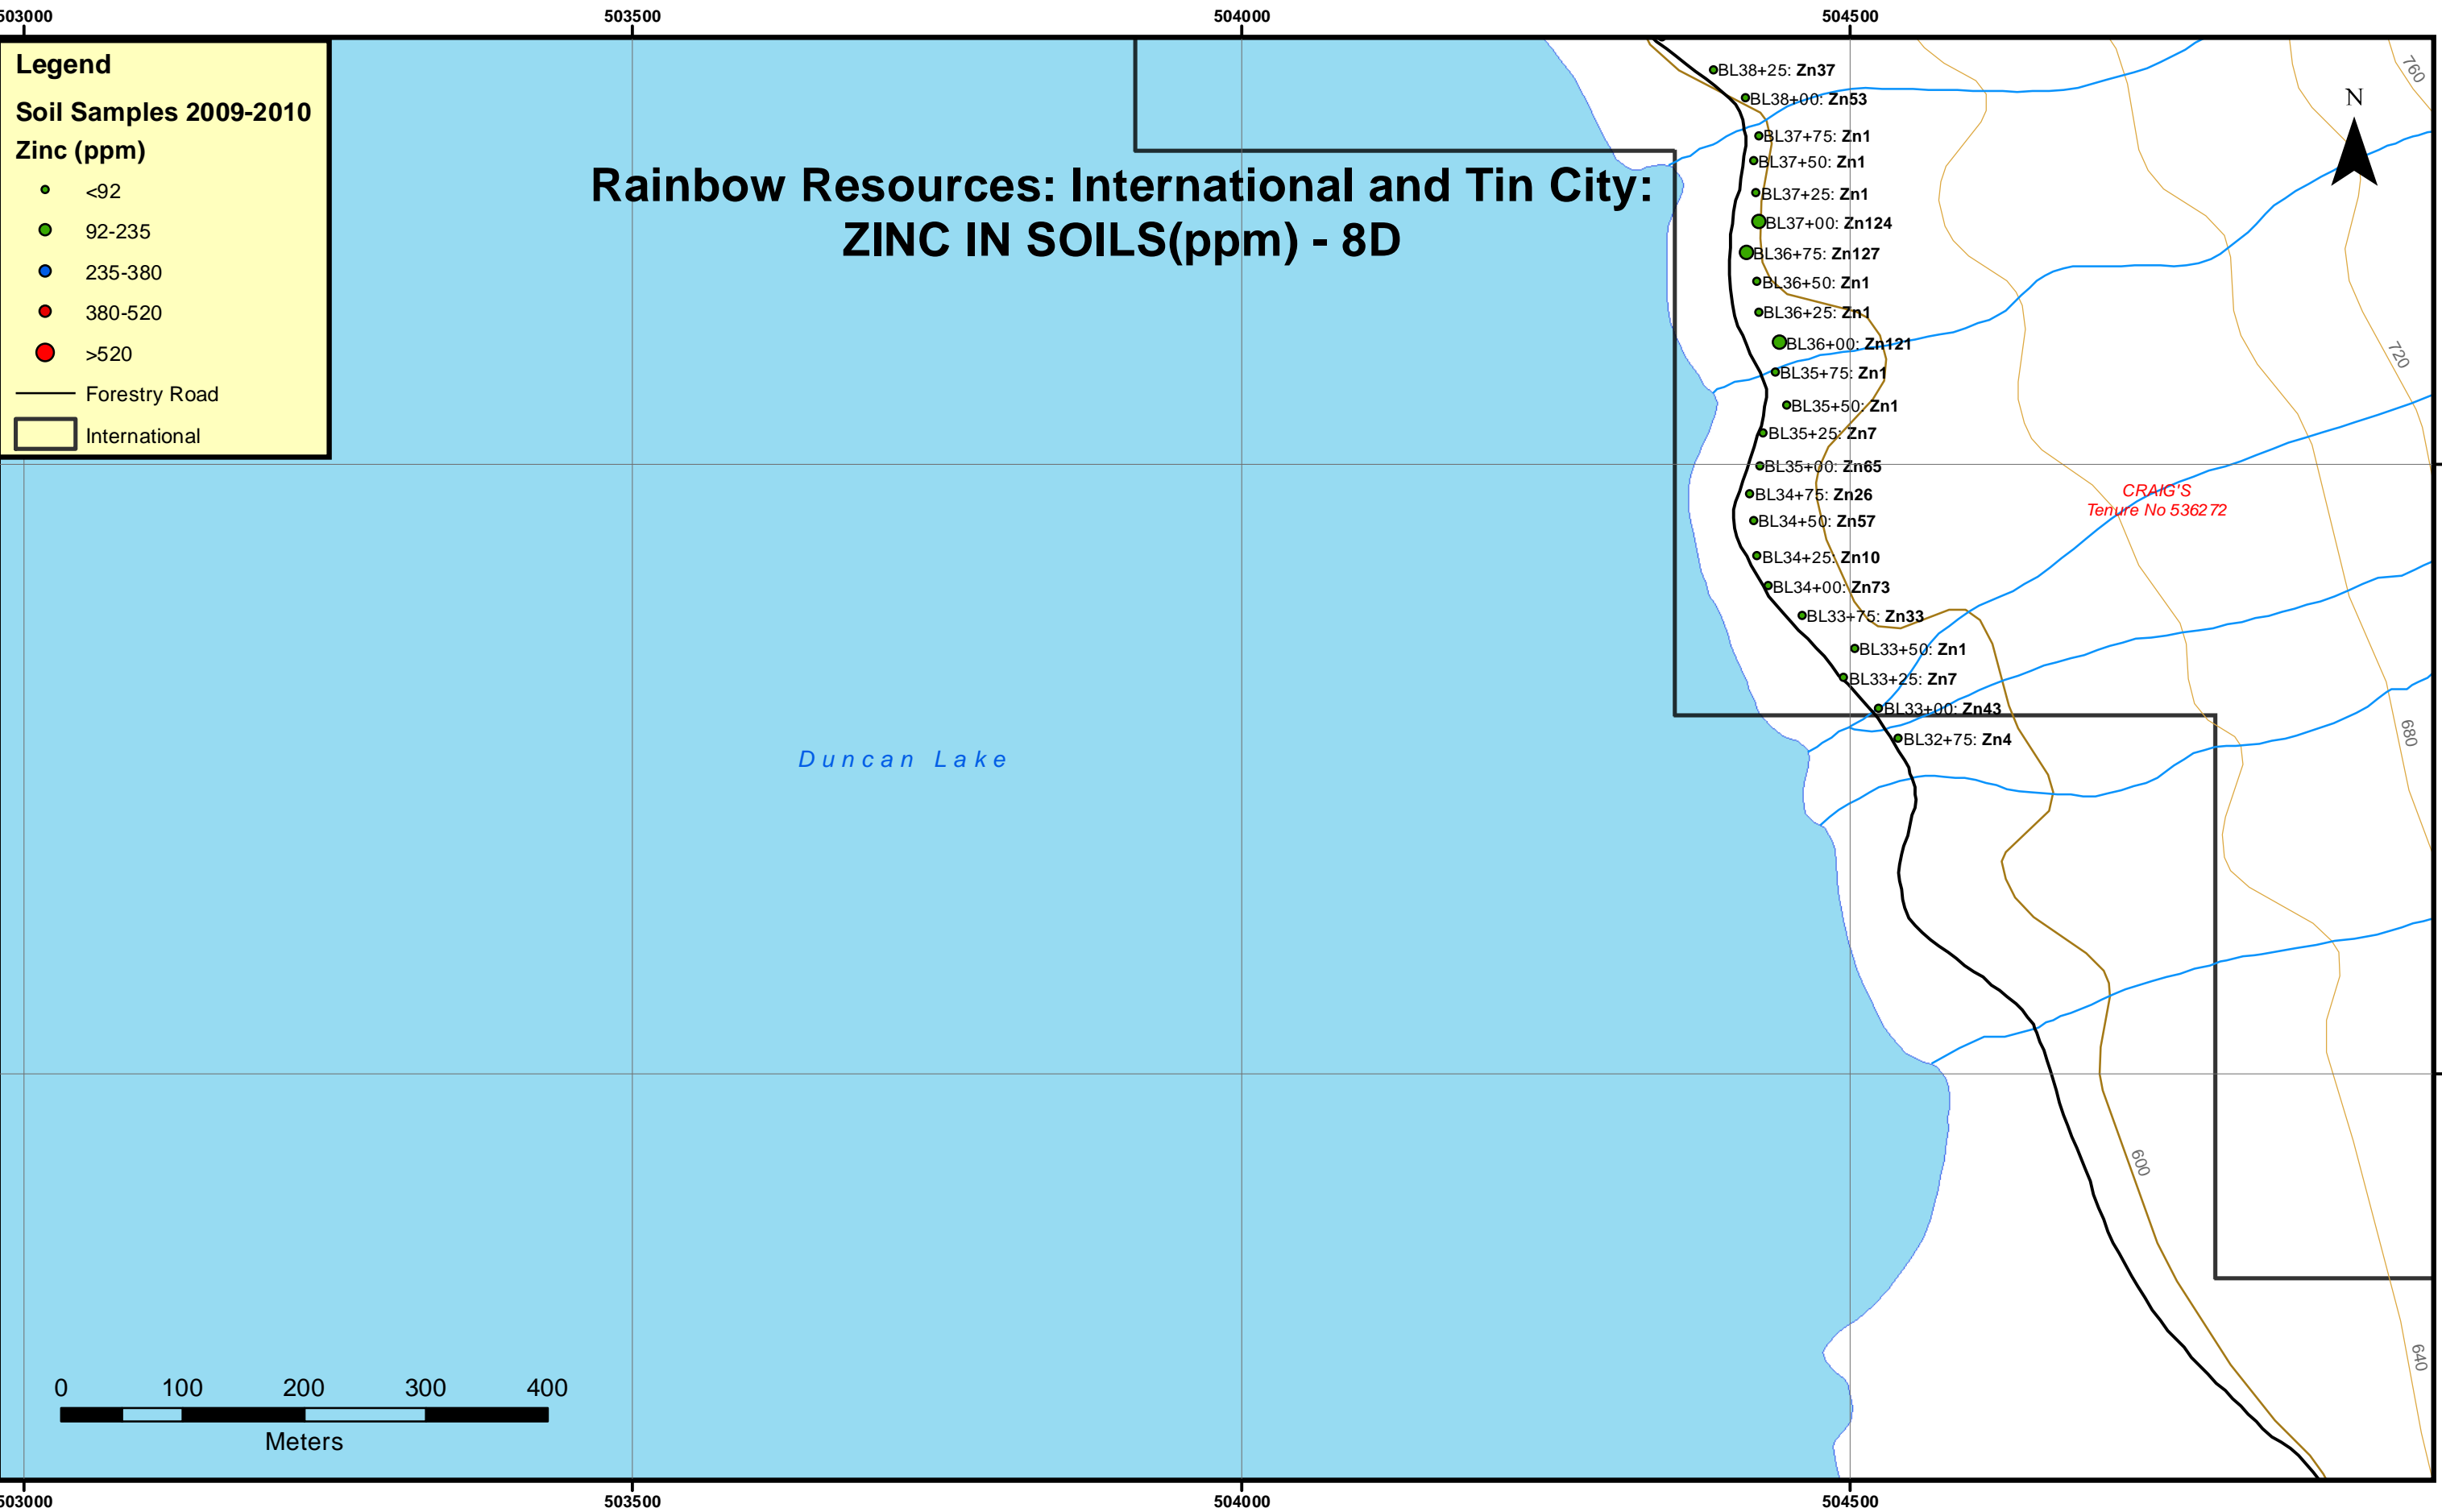 503000 503500 504000 504500
Legend
Soil Samples 2009-2010
Zinc (ppm)
<92
92-235
235-380
380-520
>520
Forestry Road
International
Rainbow Resources: International and Tin City:
ZINC IN SOILS(ppm) - 8D
N
760
BL38+25: Zn37
BL38+00: Zn53
BL37+75: Zn1
BL37+50: Zn1
BL37+25: Zn1
BL37+00: Zn124
BL36+75: Zn127
BL36+50: Zn1
BL36+25: Zn1
BL36+00: Zn121
720
BL35+75: Zn1
BL35+50: Zn1
BL35+25: Zn7
BL35+00: Zn65
BL34+75: Zn26
BL34+50: Zn57
CRAIG'S
Tenure No 536272
BL34+25: Zn10
BL34+00: Zn73
BL33+75: Zn33
BL33+50: Zn1
BL33+25: Zn7
BL33+00: Zn43
BL32+75: Zn4
680
Duncan Lake
600
640
0 100 200 300 400
Meters
503000 503500 504000 504500